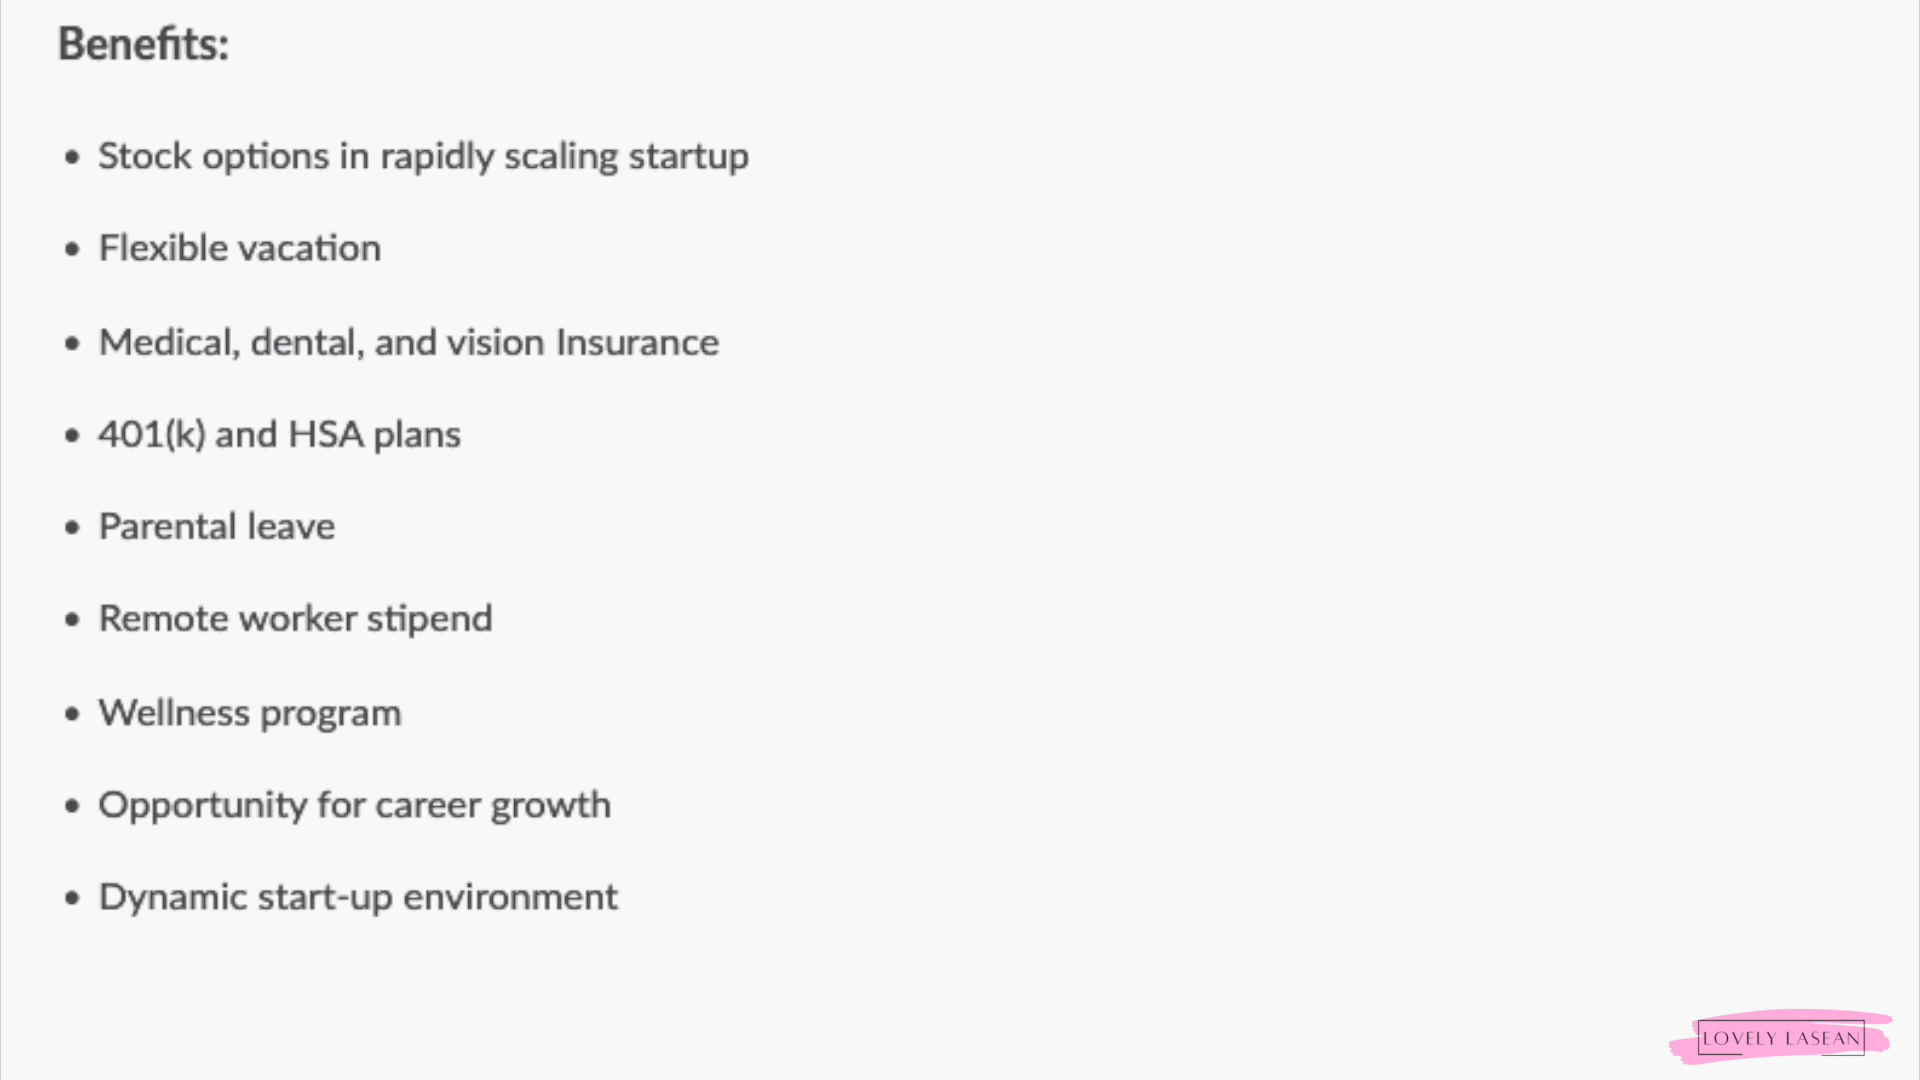 Benefits:
• Stock options in rapidly scaling startup
• Flexible vacation
• Medical, dental, and vision Insurance
• 401(k) and HSA plans
• Parental leave
• Remote worker stipend
• Wellness program
• Opportunity for career growth
• Dynamic start-up environment
LOVELY LASEAN